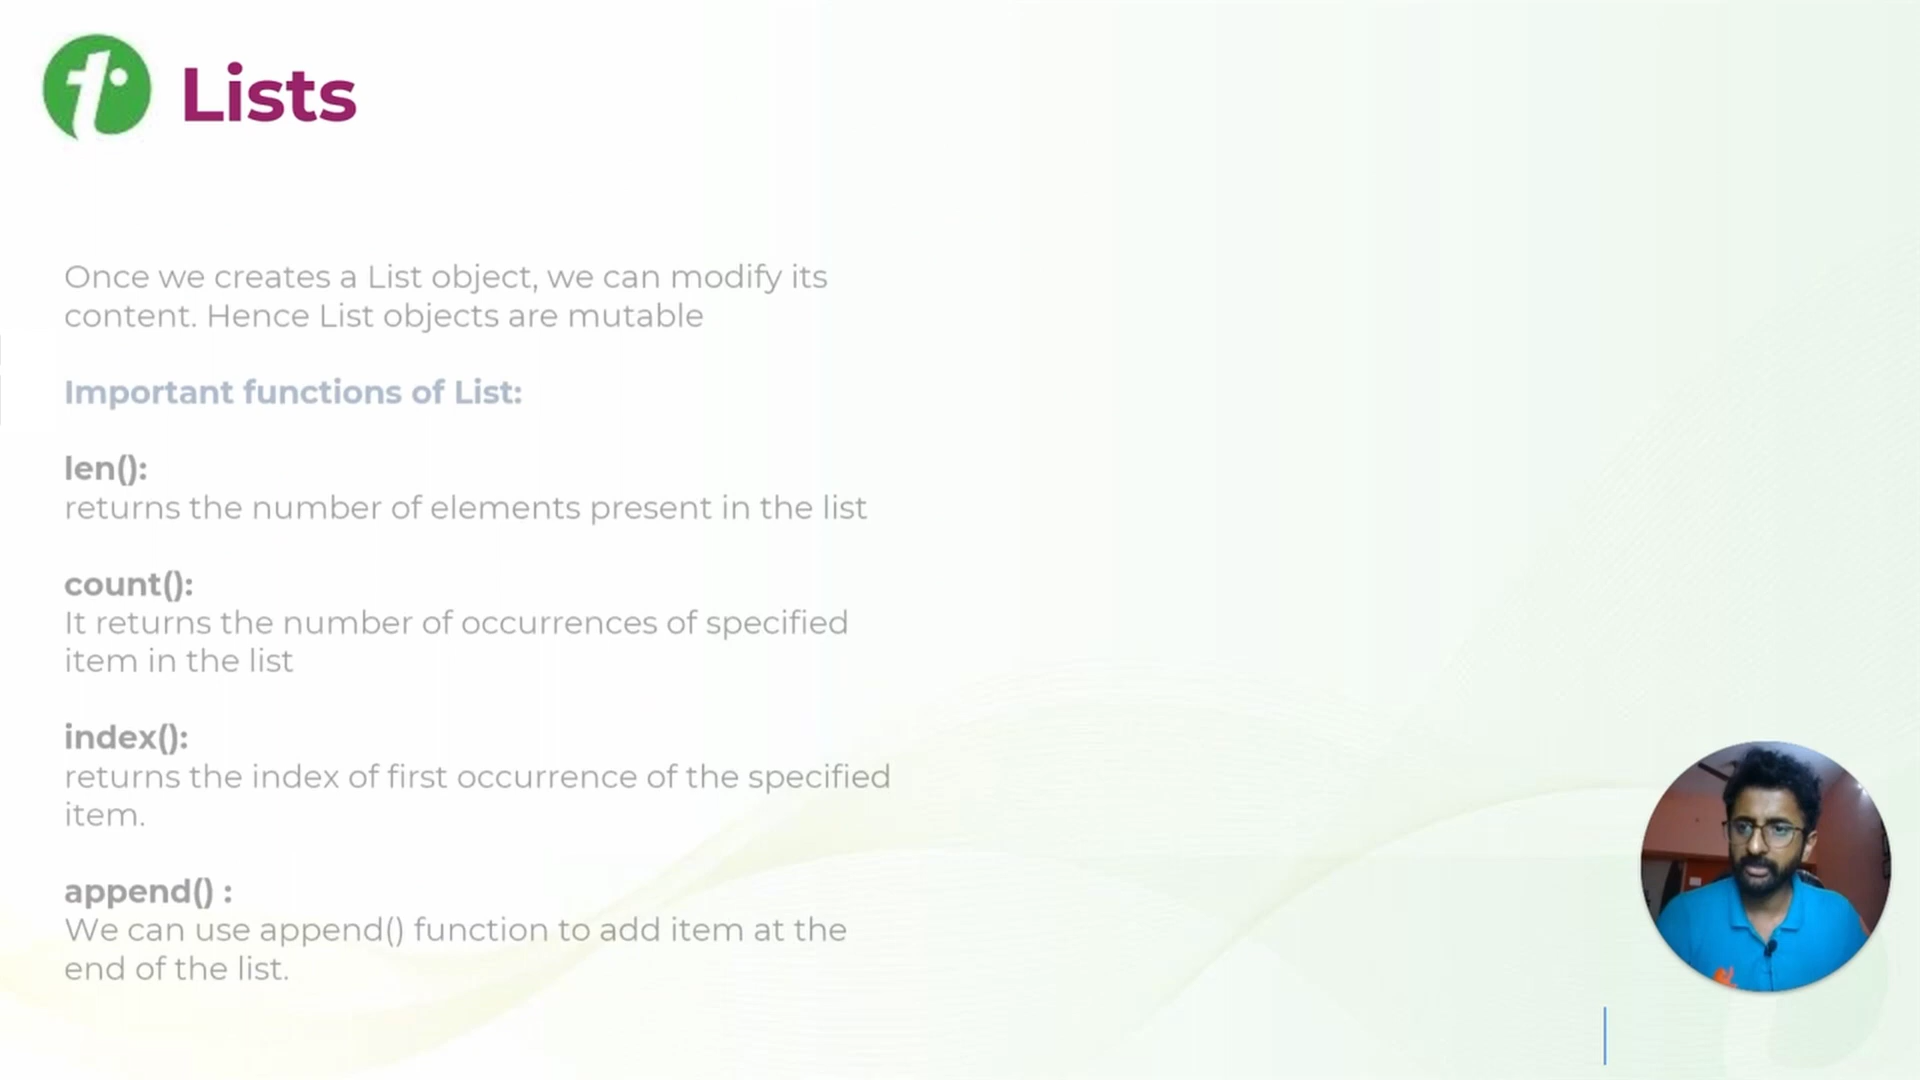 Lists
Once we creates a List object, we can modify its
content. Hence List objects are mutable
Important functions of List:
len():
returns the number of elements present in the list
count():
It returns the number of occurrences of specified
item in the list
index():
returns the index of first occurrence of the specified
item.
append() :
We can use append() function to add item at the
end of the list.